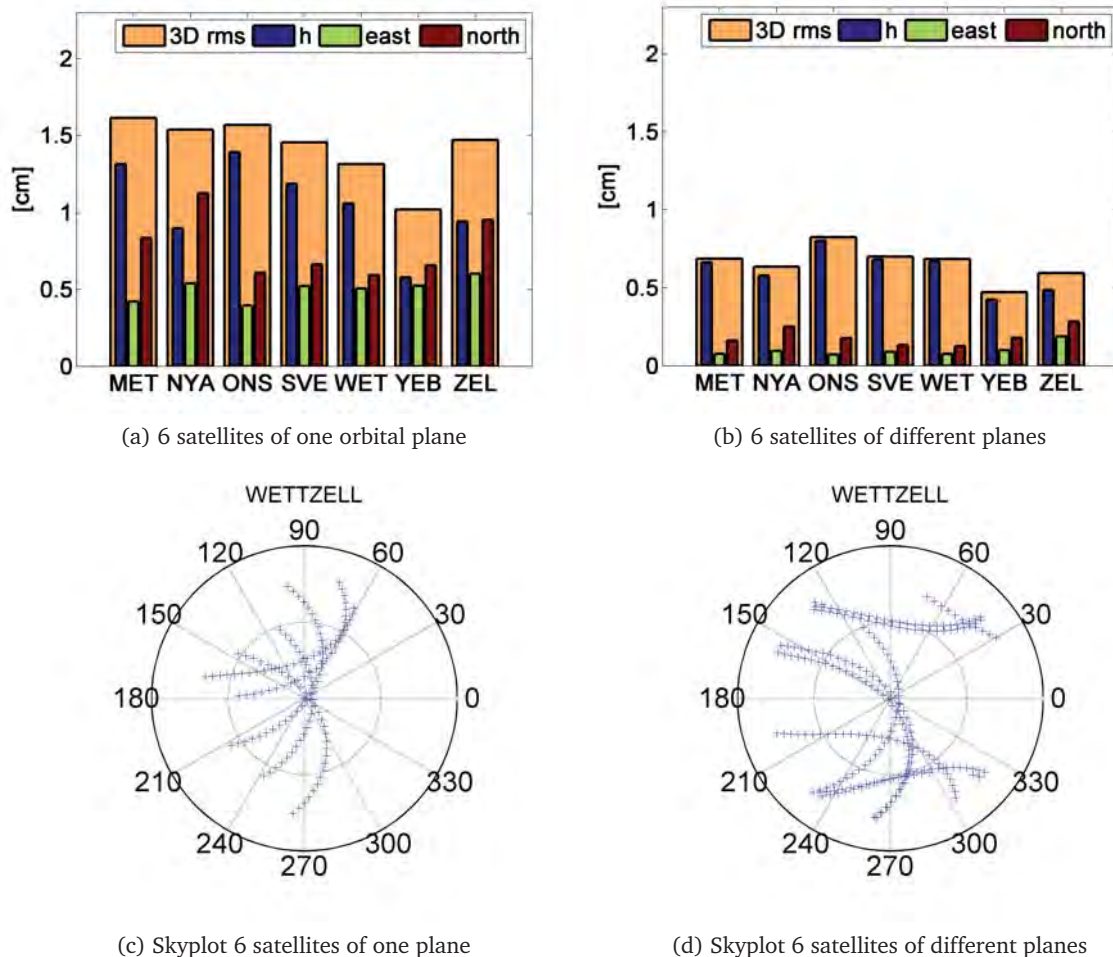 3D rms h east north
2
1.5
1
0.5
0
[cm]
MET NYA ONS SVE WET YEB ZEL
(a) 6 satellites of one orbital plane
3D rms h east north
2
1.5
1
0.5
0
[cm]
MET NYA ONS SVE WET YEB ZEL
(b) 6 satellites of different planes
WETTZELL
90
120 60
150 30
180 0
210 330
240 300
270
(c) Skyplot 6 satellites of one plane
WETTZELL
90
120 60
150 30
180 0
210 330
240 300
270
(d) Skyplot 6 satellites of different planes